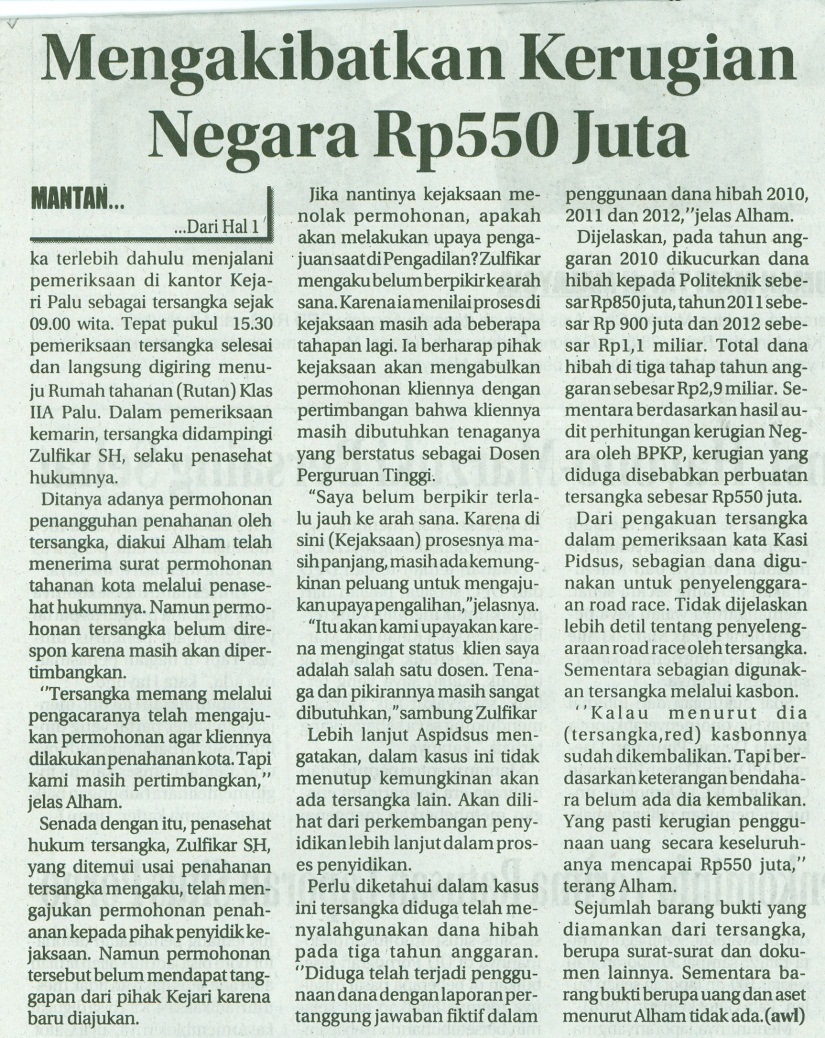 Mengakibatkan Kerugian
Negara Rp550 Juta
MANTAN...
...Dari Hal 1
ka terlebih dahulu menjalani
pemeriksaan di kantor Keja-
ri Palu sebagai tersangka sejak
09.00 wita. Tepat pukul 15.30
pemeriksaan tersangka selesai
dan langsung digiring menu-
ju Rumah tahanan (Rutan) Klas
IIA Palu. Dalam pemeriksaan
kemarin, tersangka didampingi
Zulfikar SH, selaku penasehat
hukumnya.
Ditanya adanya permohonan
penangguhan penahanan oleh
tersangka, diakui Alham telah
menerima surat permohonan
tahanan kota melalui penase-
hat hukumnya. Namun permo-
honan tersangka belum dire-
spon karena masih akan diper-
timbangkan.
‘’Tersangka memang melalui
pengacaranya telah mengaju-
kan permohonan agar kliennya
dilakukan penahanan kota. Tapi
kami masih pertimbangkan,’’
jelas Alham.
Senada dengan itu, penasehat
hukum tersangka, Zulfikar SH,
yang ditemui usai penahanan
tersangka mengaku, telah men-
gajukan permohonan penah-
anan kepada pihak penyidik ke-
jaksaan. Namun permohonan
tersebut belum mendapat tang-
gapan dari pihak Kejari karena
baru diajukan.
Jika nantinya kejaksaan me-
nolak permohonan, apakah
akan melakukan upaya penga-
juan saat di Pengadilan? Zulfikar
mengaku belum berpikir ke arah
sana. Karena ia menilai proses di
kejaksaan masih ada beberapa
tahapan lagi. Ia berharap pihak
kejaksaan akan mengabulkan
permohonan kliennya dengan
pertimbangan bahwa kliennya
masih dibutuhkan tenaganya
yang berstatus sebagai Dosen
Perguruan Tinggi.
“Saya belum berpikir terla-
lu jauh ke arah sana. Karena di
sini (Kejaksaan) prosesnya ma-
sih panjang, masih ada kemung-
kinan peluang untuk mengaju-
kan upaya pengalihan,”jelasnya.
“Itu akan kami upayakan kare-
na mengingat status klien saya
adalah salah satu dosen. Tena-
ga dan pikirannya masih sangat
dibutuhkan,”sambung Zulfikar
Lebih lanjut Aspidsus men-
gatakan, dalam kasus ini tidak
menutup kemungkinan akan
ada tersangka lain. Akan dili-
hat dari perkembangan peny-
idikan lebih lanjut dalam pros-
es penyidikan.
Perlu diketahui dalam kasus
ini tersangka diduga telah me-
nyalahgunakan dana hibah
pada tiga tahun anggaran.
‘’Diduga telah terjadi penggu-
naan dana dengan laporan per-
tanggung jawaban fiktif dalam
penggunaan dana hibah 2010,
2011 dan 2012,’’jelas Alham.
Dijelaskan, pada tahun ang-
garan 2010 dikucurkan dana
hibah kepada Politeknik sebe-
sar Rp850 juta, tahun 2011 sebe-
sar Rp 900 juta dan 2012 sebe-
sar Rp1,1 miliar. Total dana
hibah di tiga tahap tahun ang-
garan sebesar Rp2,9 miliar. Se-
mentara berdasarkan hasil au-
dit perhitungan kerugian Neg-
ara oleh BPKP, kerugian yang
diduga disebabkan perbuatan
tersangka sebesar Rp550 juta.
Dari pengakuan tersangka
dalam pemeriksaan kata Kasi
Pidsus, sebagian dana digu-
nakan untuk penyelenggara-
an road race. Tidak dijelaskan
lebih detil tentang penyeleng-
garaan road race oleh tersangka.
Sementara sebagian digunak-
an tersangka melalui kasbon.
‘’Kalau menurut dia
(tersangka,red) kasbonnya
sudah dikembalikan. Tapi ber-
dasarkan keterangan bendaha-
ra belum ada dia kembalikan.
Yang pasti kerugian penggu-
naan uang secara keseluruh-
anya mencapai Rp550 juta,’’
terang Alham.
Sejumlah barang bukti yang
diamankan dari tersangka,
berupa surat-surat dan doku-
men lainnya. Sementara ba-
rang bukti berupa uang dan aset
menurut Alham tidak ada.(awl)